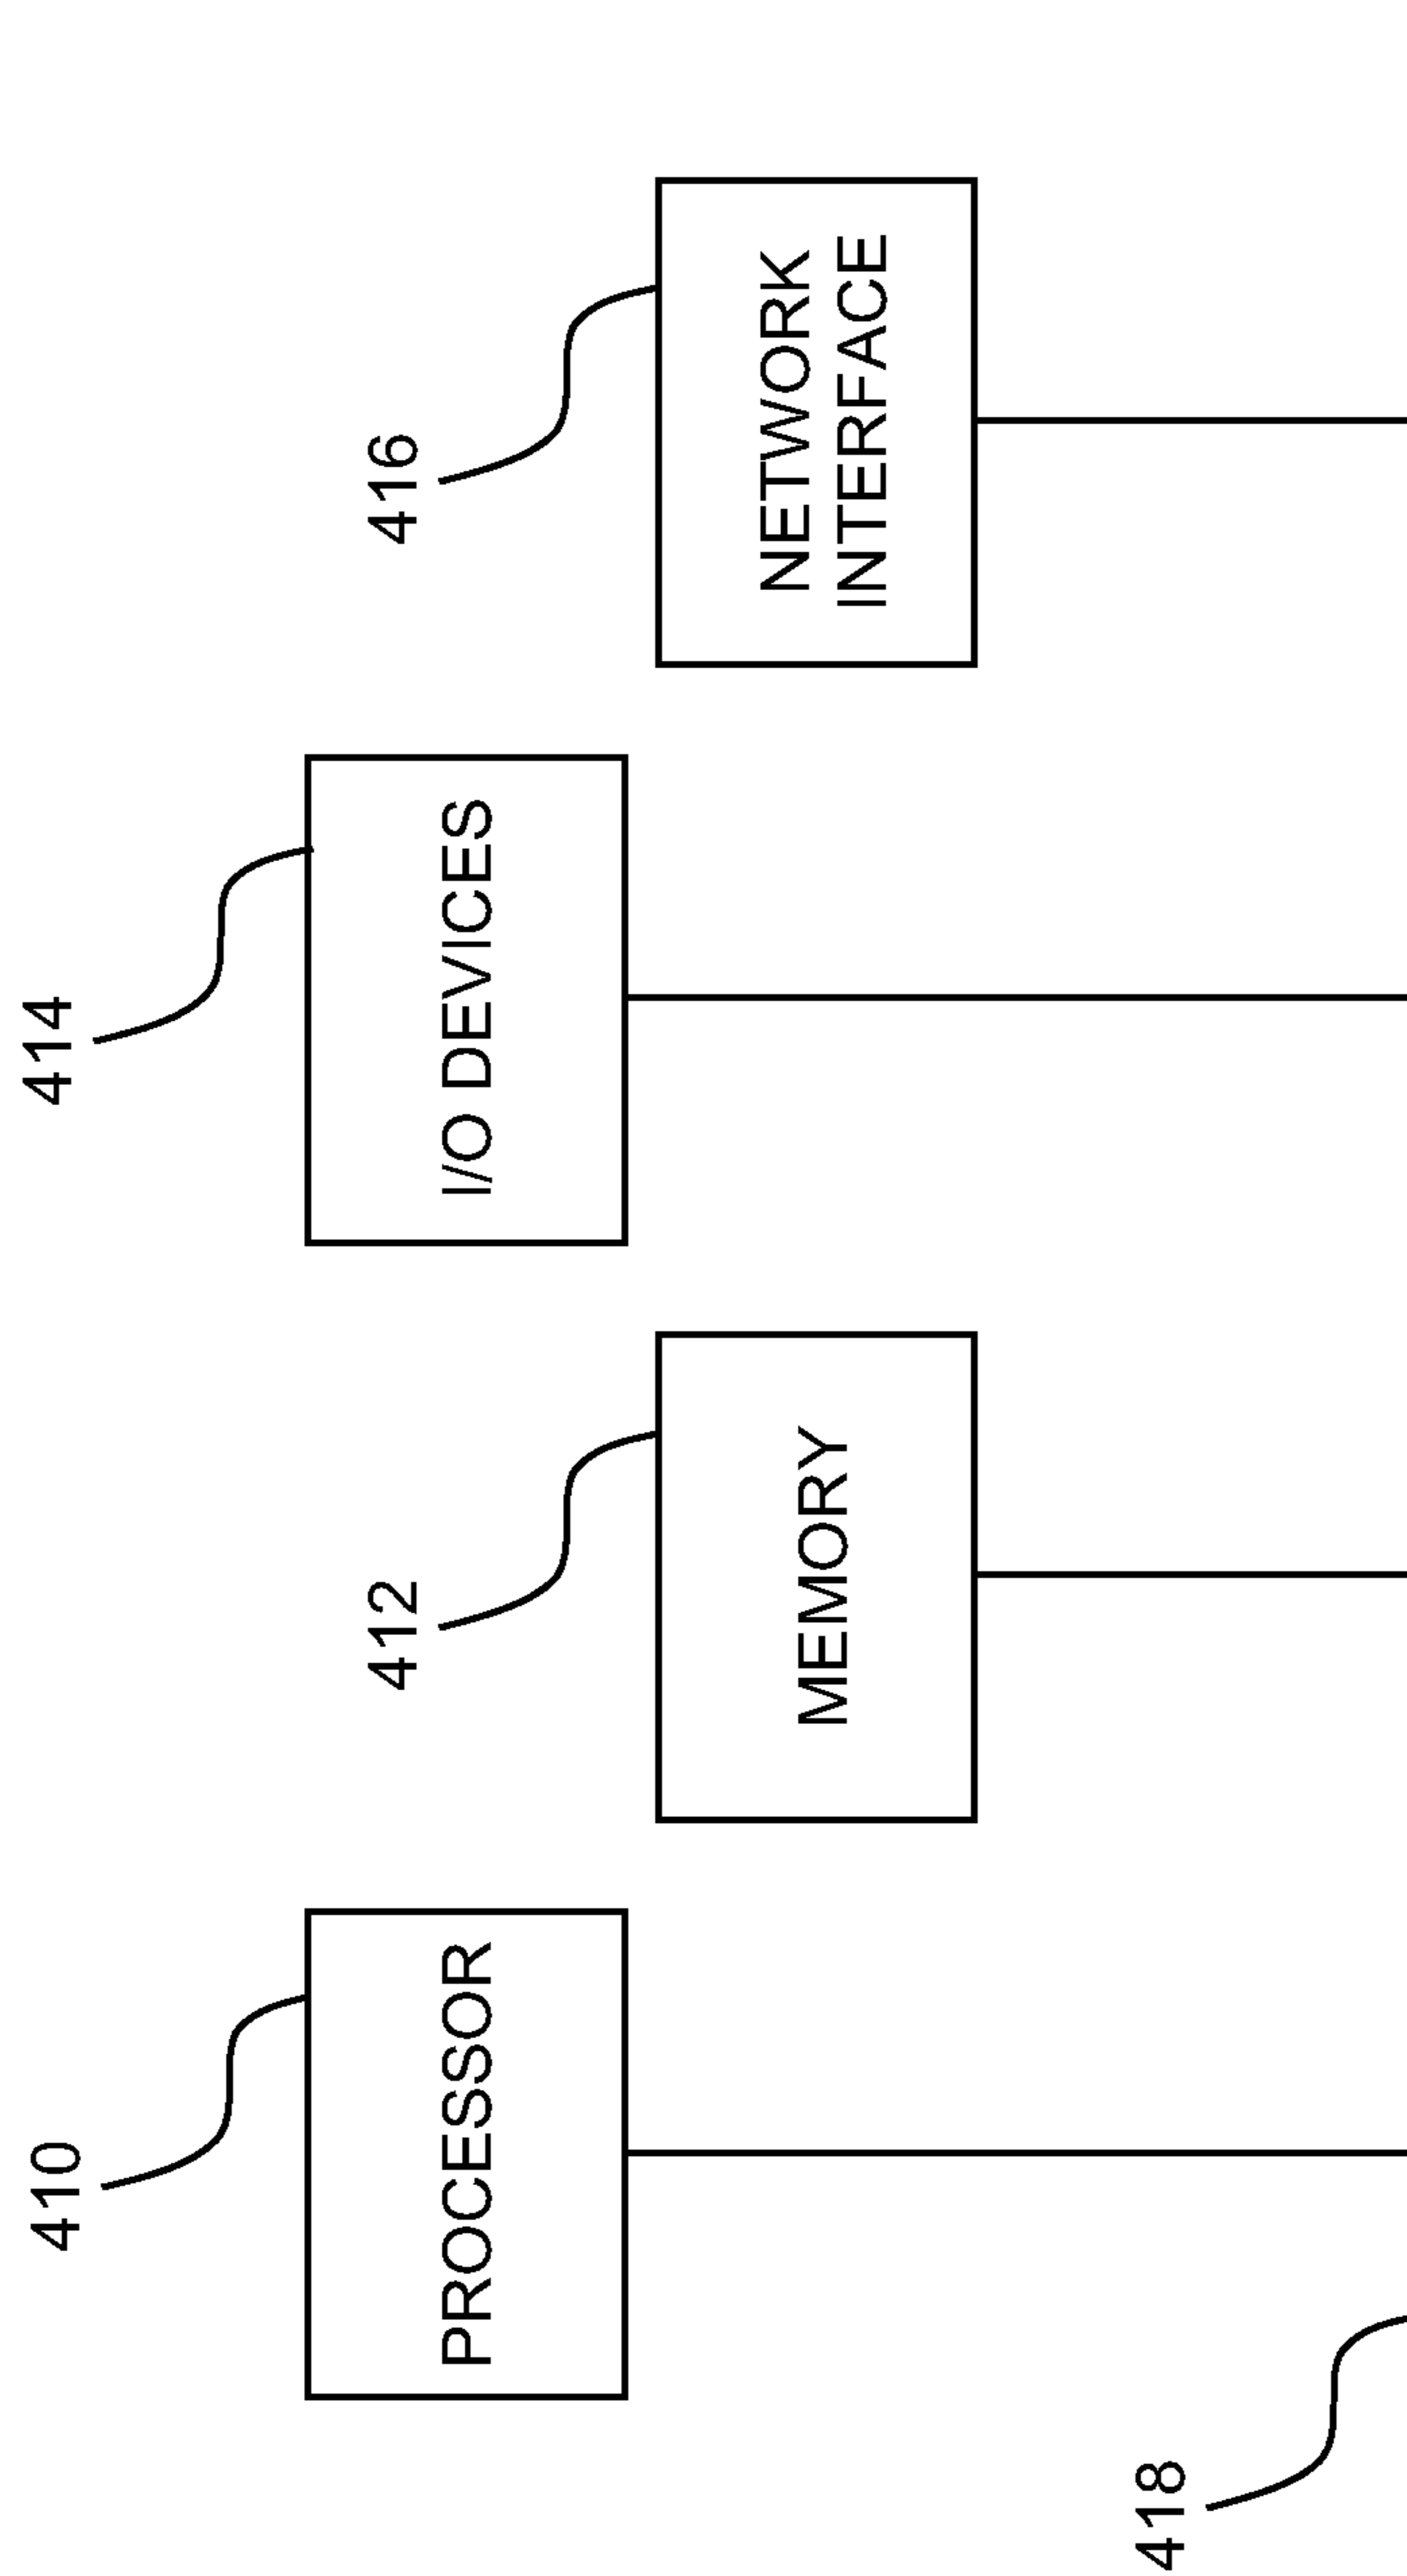 410
PROCESSOR
412
MEMORY
414
I/O DEVICES
416
NETWORK
INTERFACE
418